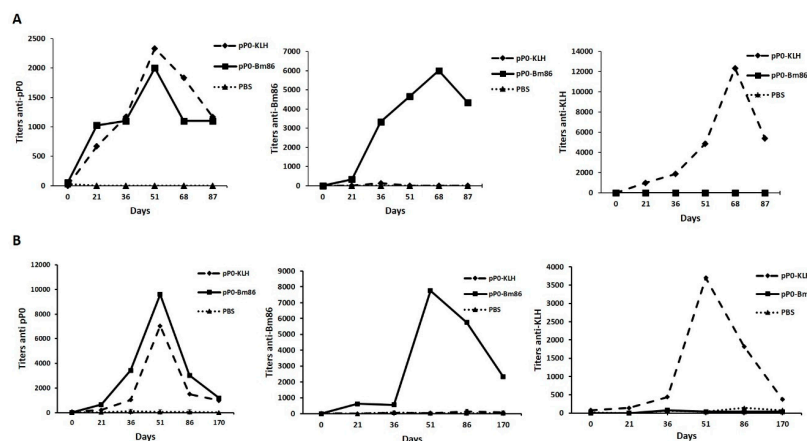 A
2500
2000
1500
1000
500
0
Titers anti-pP0
0 21 36 51 68 87
Days
pP0-KLH
pP0-Bm86
PBS
7000
6000
5000
4000
3000
2000
1000
0
Titers anti-Bm86
0 21 36 51 68 87
Days
pP0-KLH
pP0-Bm86
PBS
14000
12000
10000
8000
6000
4000
2000
0
Titers anti-KLH
0 21 36 51 68 87
Days
pP0-KLH
pP0-Bm86
PBS
B
12000
10000
8000
6000
4000
2000
0
Titers anti pP0
0 21 36 51 86 170
Days
pP0-KLH
pP0-Bm86
PBS
9000
8000
7000
6000
5000
4000
3000
2000
1000
0
Titers anti-Bm86
0 21 36 51 86 170
Days
pP0-KLH
pP0-Bm86
PBS
4000
3500
3000
2500
2000
1500
1000
500
0
Titers anti-KLH
0 21 36 51 86 170
Days
pP0-KL
pP0-Bm
PBS